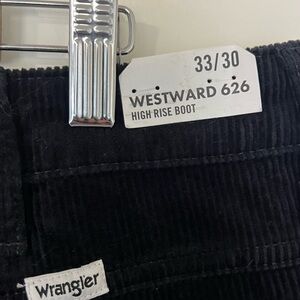 33/30
WESTWARD 626
HIGH RISE BOOT
Wrangler